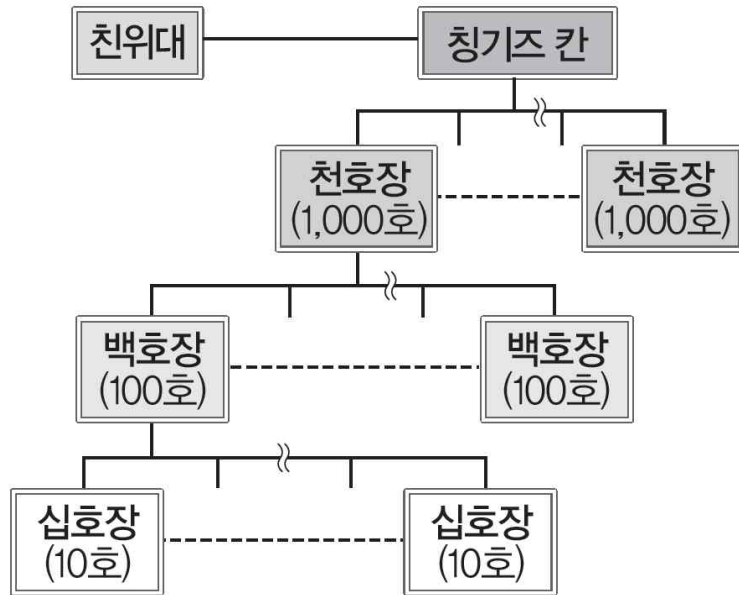 친위대
칭기즈 칸
천호장
(1,000호)
천호장
(1,000호)
백호장
(100호)
백호장
(100호)
십호장
(10호)
십호장
(10호)